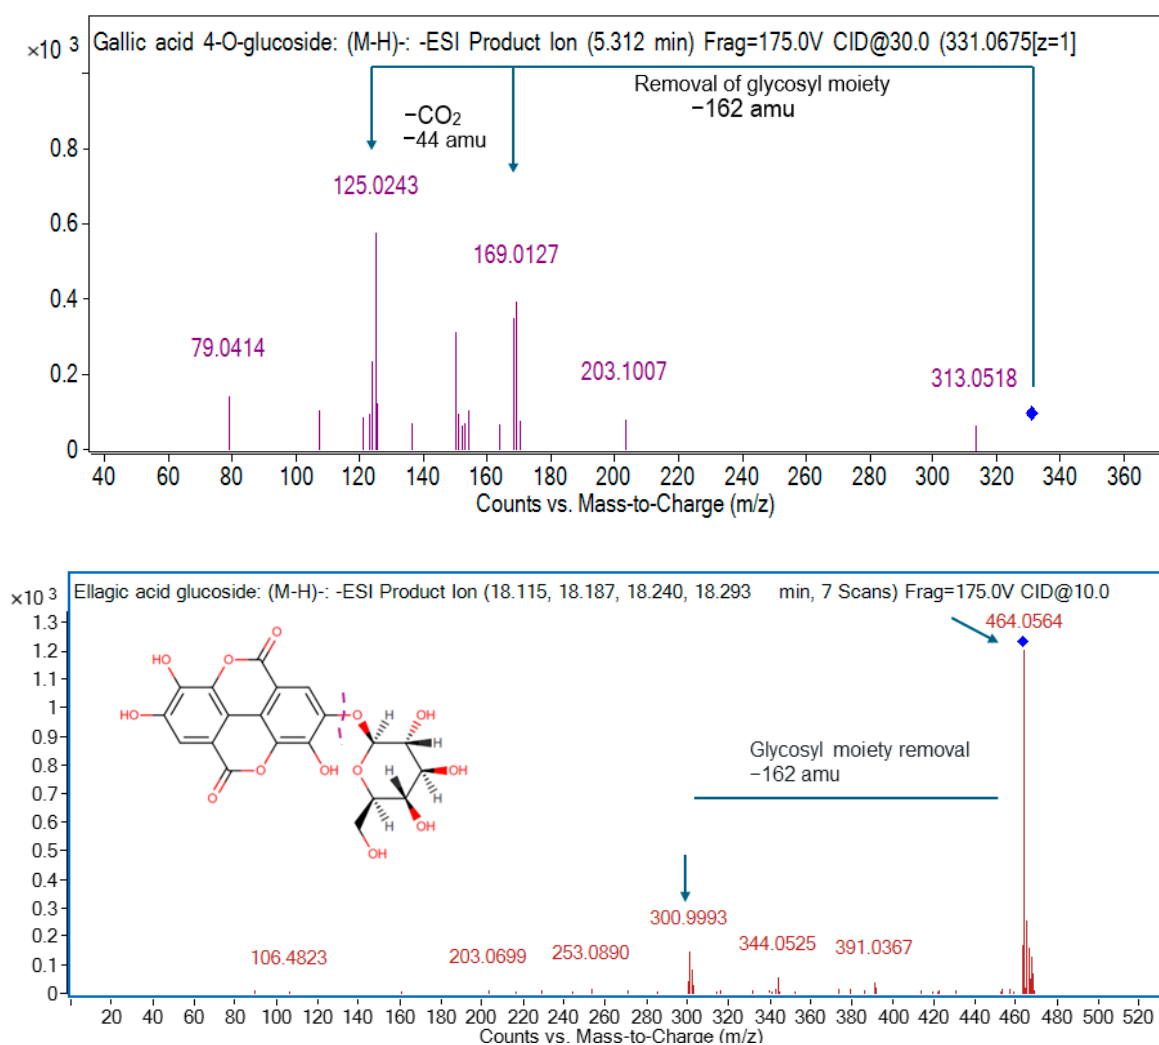 ×10 3
Gallic acid 4-O-glucoside: (M-H)-: -ESI Product Ion (5.312 min) Frag=175.0V CID@30.0 (331.0675[z=1]
Removal of glycosyl moiety
−162 amu
−CO₂
−44 amu
0.8
125.0243
0.6
169.0127
0.4
79.0414
203.1007
313.0518
0.2
0
40 60 80 100 120 140 160 180 200 220 240 260 280 300 320 340 360
Counts vs. Mass-to-Charge (m/z)
×10 3
Ellagic acid glucoside: (M-H)-: -ESI Product Ion (18.115, 18.187, 18.240, 18.293 min, 7 Scans) Frag=175.0V CID@10.0
1.3
464.0564
1.2
1.1
1
0.9
0.8
0.7
0.6
0.5
0.4
0.3
0.2
0.1
0
O
HO
O
HO
O
OH
O
O
H
OH
H
O
H
OH
H
H
OH
OH
Glycosyl moiety removal
−162 amu
300.9993
106.4823
203.0699
253.0890
344.0525
391.0367
20 40 60 80 100 120 140 160 180 200 220 240 260 280 300 320 340 360 380 400 420 440 460 480 500 520
Counts vs. Mass-to-Charge (m/z)